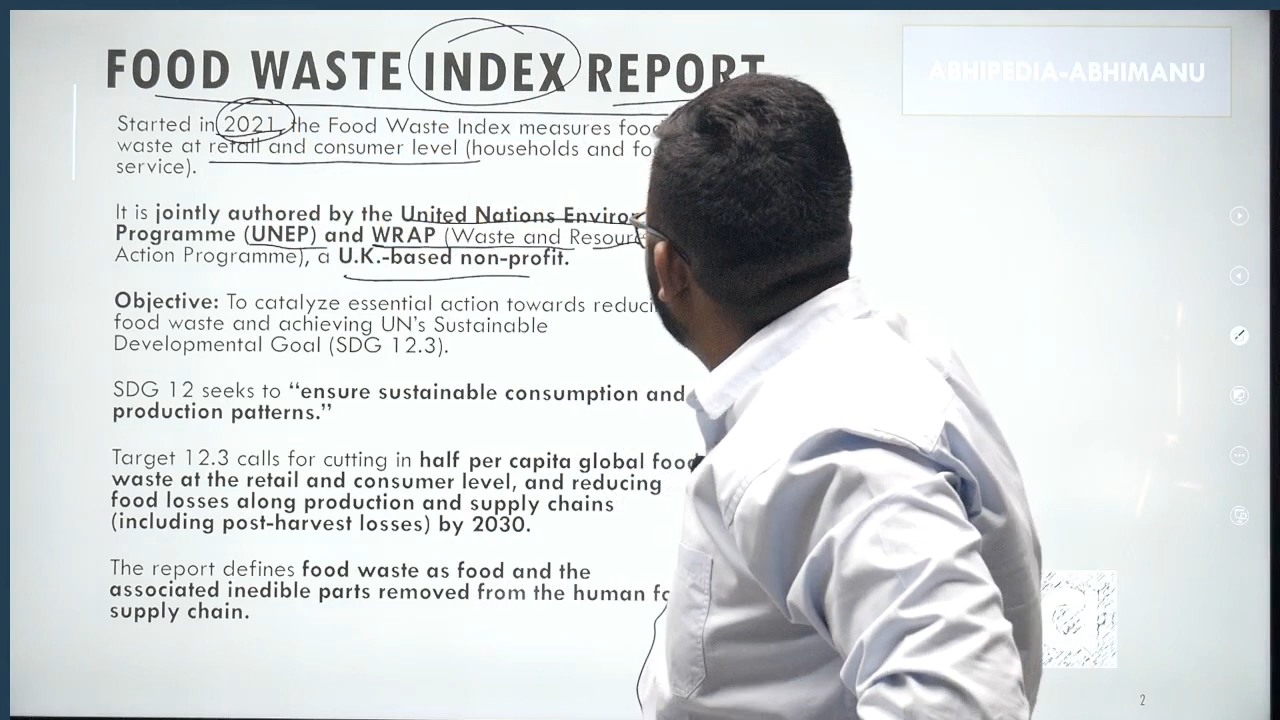 FOOD WASTE INDEX REPORT
ABHIPEDIA-ABHIMANU
Started in 2021, the Food Waste Index measures
waste at retail and consumer level (households and
service).
It is jointly authored by the United Nations
Programme (UNEP) and WRAP (Waste and
Action Programme), a U.K.-based non-profit.
Objective: To catalyze essential action towards
food waste and achieving UN's Sustainable
Developmental Goal (SDG 12.3).
SDG 12 seeks to “ensure sustainable consumption and
production patterns.”
Target 12.3 calls for cutting in half per capita global food
waste at the retail and consumer level, and reducing
food losses along production and supply chains
(including post-harvest losses) by 2030.
The report defines food waste as food and the
associated inedible parts removed from the human
supply chain.
2